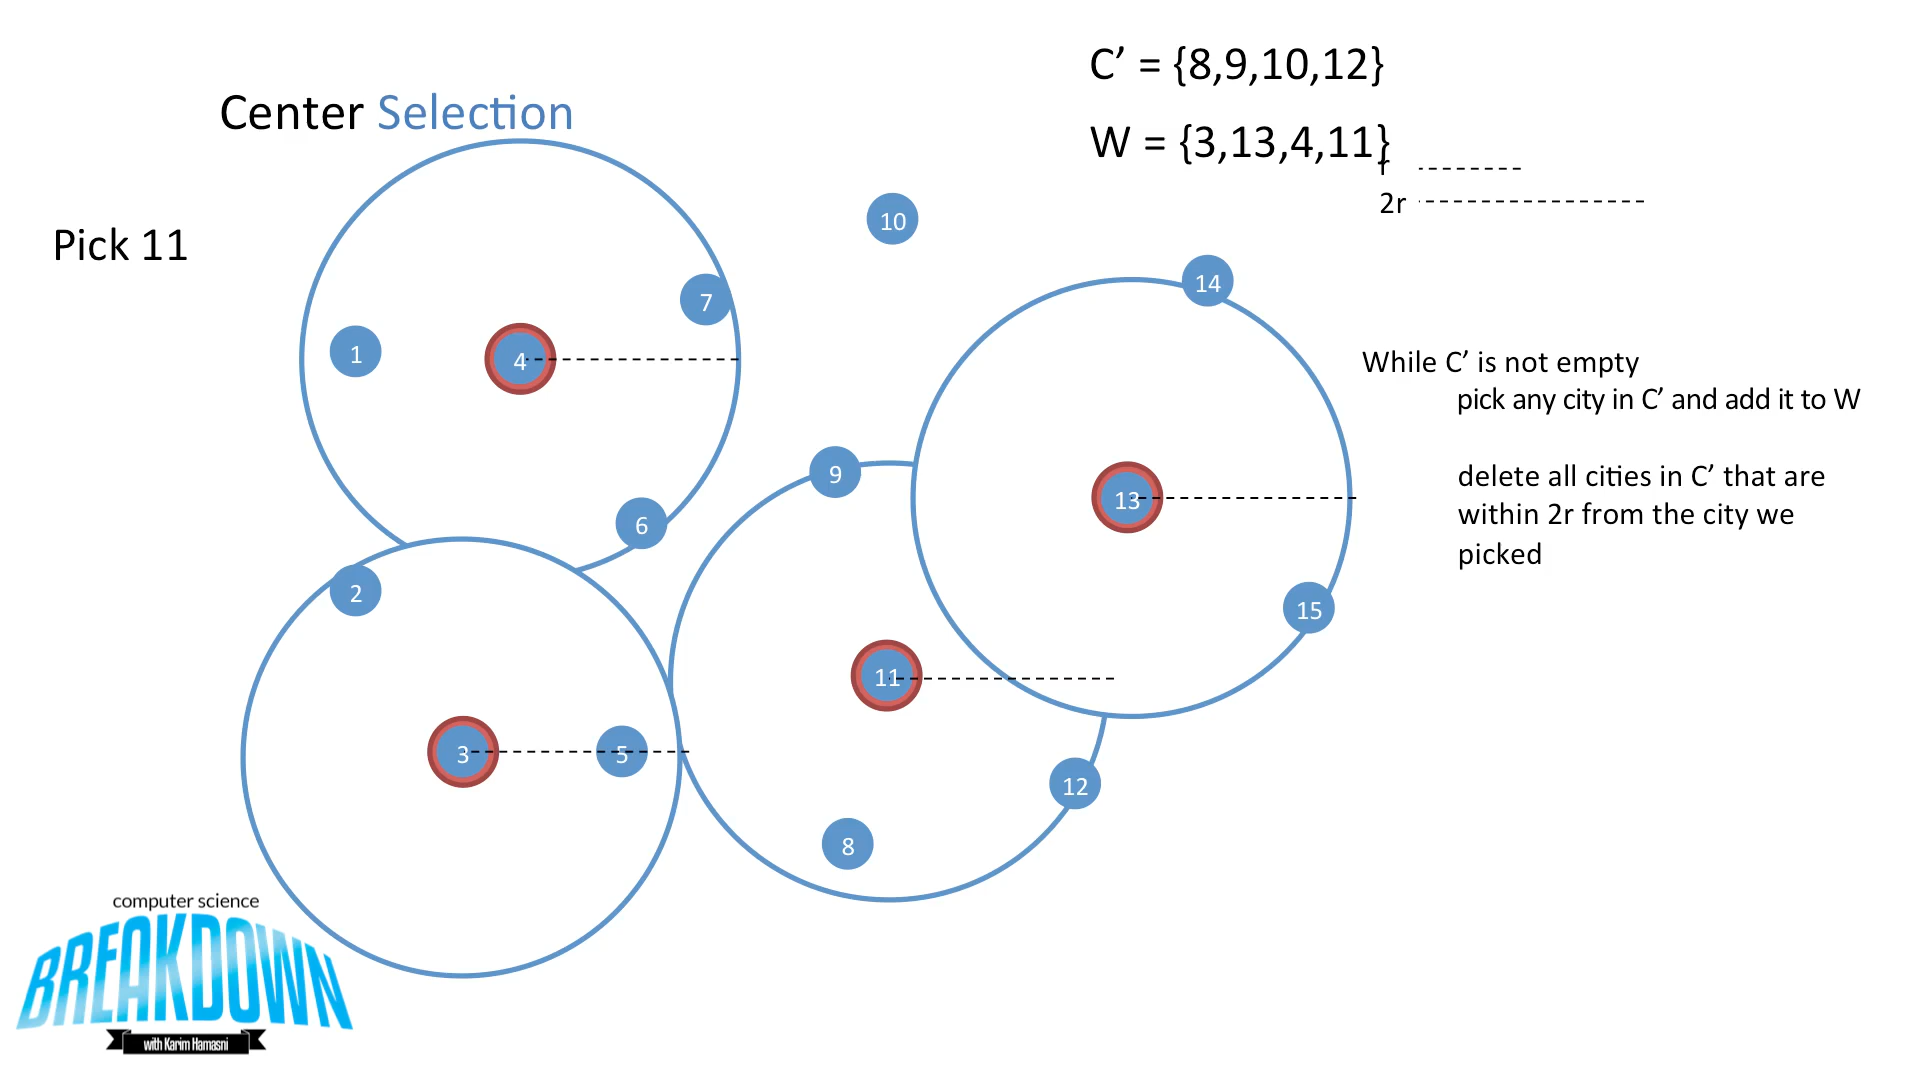 Center Selection
C’ = {8,9,10,12}
W = {3,13,4,11}
r
2r
Pick 11
10
14
7
1
4
While C’ is not empty
pick any city in C’ and add it to W
delete all cities in C’ that are
within 2r from the city we
picked
9
13
6
2
15
11
3
5
12
8
computer science
BREAKDOWN
with Karim Hamasni